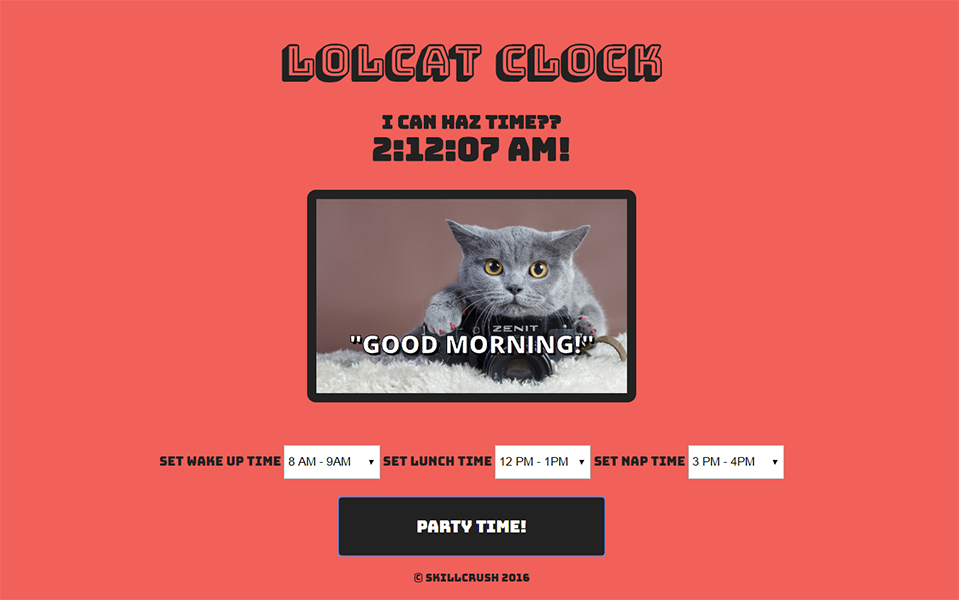 LOLCAT CLOCK
I CAN HAZ TIME??
2:12:07 AM!
ZENIT
"GOOD MORNING!"
SET WAKE UP TIME 8 AM - 9AM SET LUNCH TIME 12 PM - 1PM SET NAP TIME 3 PM - 4PM
PARTY TIME!
© SKILLCRUSH 2016